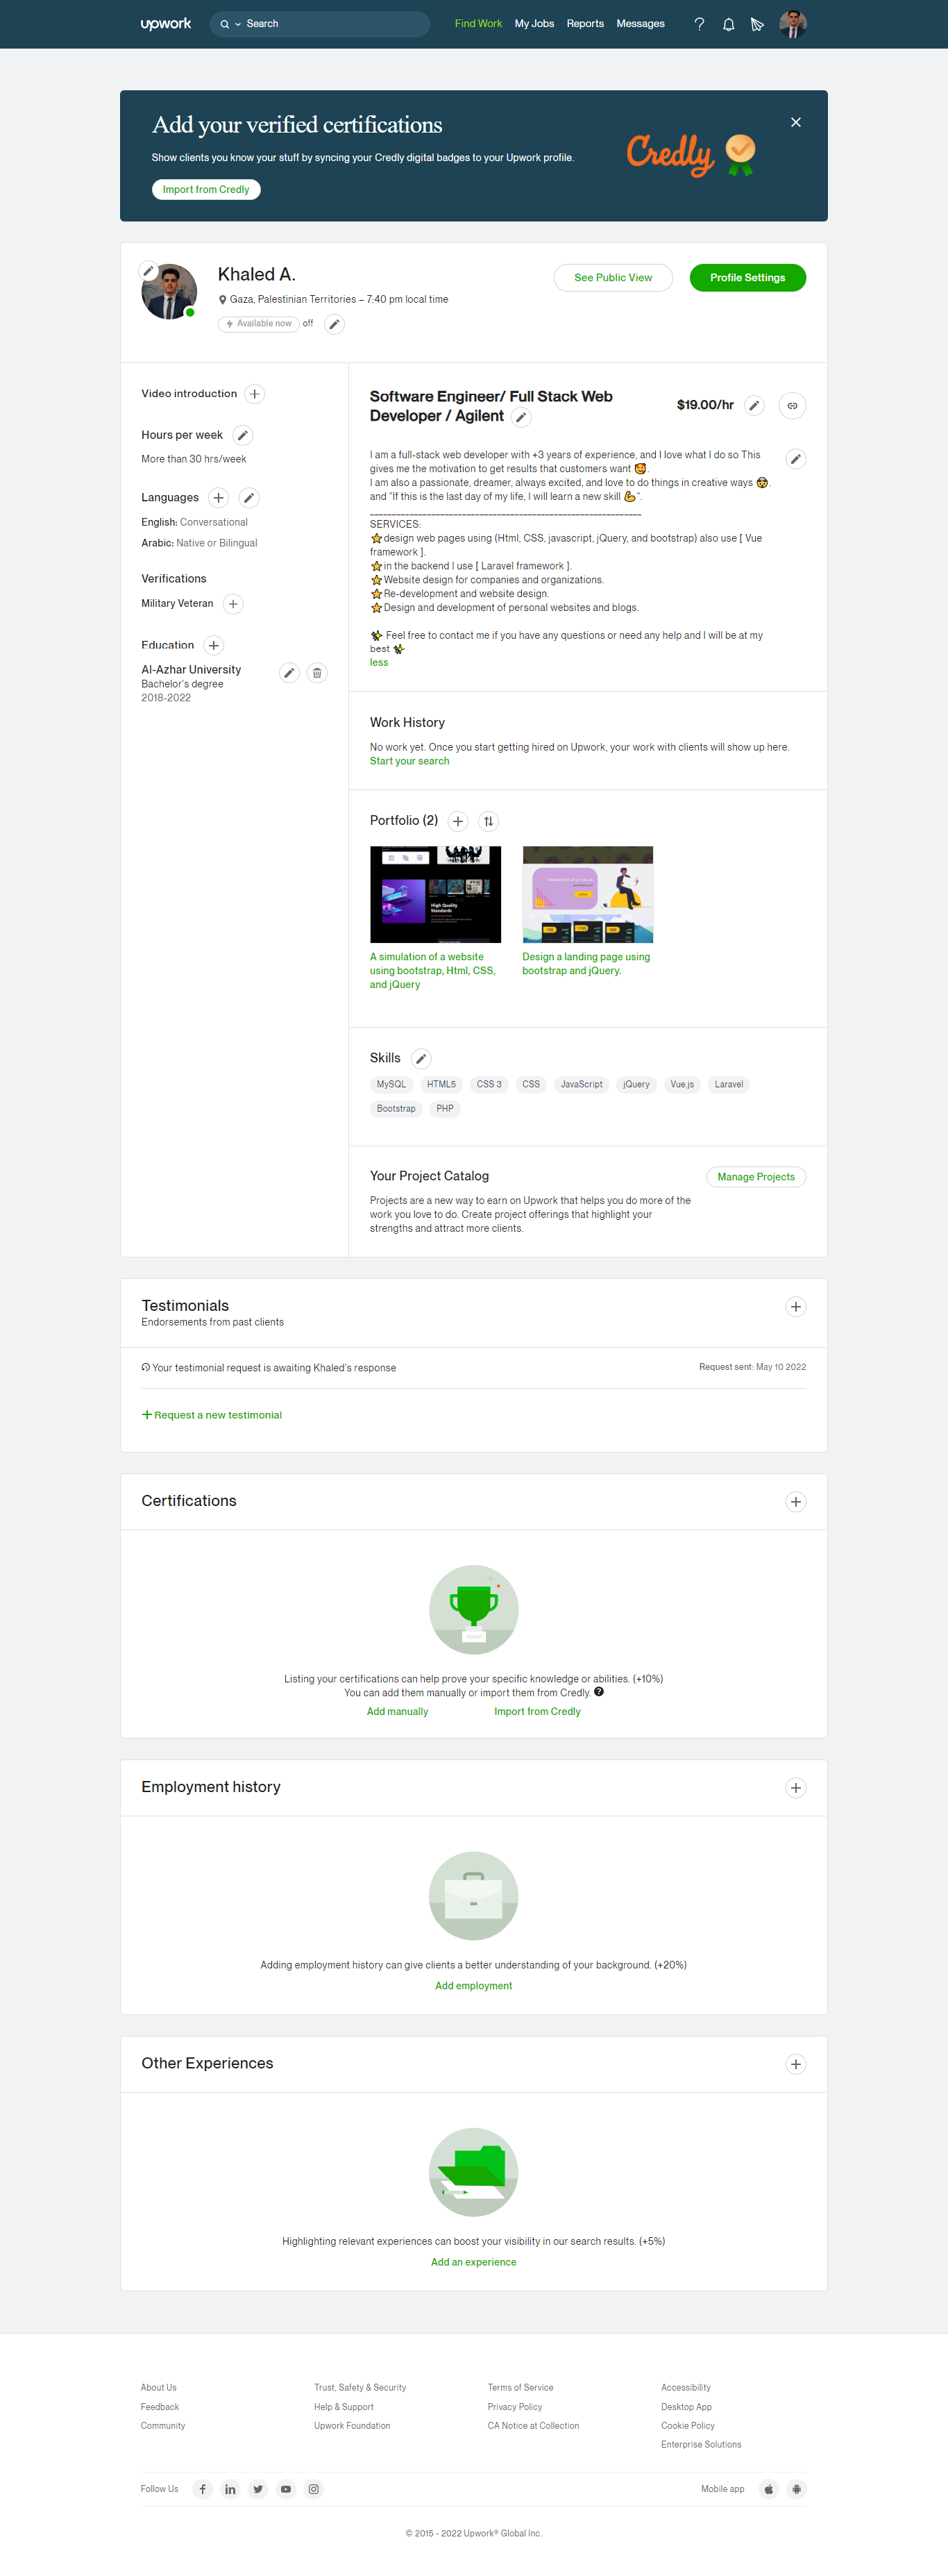 upwork
Search
Find Work
My Jobs
Reports
Messages
Add your verified certifications
Show clients you know your stuff by syncing your Credly digital badges to your Upwork profile.
Import from Credly
Credly
Khaled A.
Gaza, Palestinian Territories – 7:40 pm local time
Available now off
See Public View
Profile Settings
Video introduction
Hours per week
More than 30 hrs/week
Languages
English: Conversational
Arabic: Native or Bilingual
Verifications
Military Veteran
Education
Al-Azhar University
Bachelor's degree
2018-2022
Software Engineer/ Full Stack Web
Developer / Agilent
$19.00/hr
I am a full-stack web developer with +3 years of experience, and I love what I do so This
gives me the motivation to get results that customers want 🥰.
I am also a passionate, dreamer, always excited, and love to do things in creative ways 🤯.
and "If this is the last day of my life, I will learn a new skill 💪".
______________________________________________________________
SERVICES:
⭐design web pages using (Html, CSS, javascript, jQuery, and bootstrap) also use [ Vue
framework ].
⭐in the backend I use [ Laravel framework ].
⭐Website design for companies and organizations.
⭐Re-development and website design.
⭐Design and development of personal websites and blogs.
✨ Feel free to contact me if you have any questions or need any help and I will be at my
best ✨
less
Work History
No work yet. Once you start getting hired on Upwork, your work with clients will show up here.
Start your search
Portfolio (2)
High Quality
Standards
A simulation of a website
using bootstrap, Html, CSS,
and jQuery
Design a landing page using
bootstrap and jQuery.
Skills
MySQL
HTML5
CSS 3
CSS
JavaScript
jQuery
Vue.js
Laravel
Bootstrap
PHP
Your Project Catalog
Manage Projects
Projects are a new way to earn on Upwork that helps you do more of the
work you love to do. Create project offerings that highlight your
strengths and attract more clients.
Testimonials
Endorsements from past clients
Your testimonial request is awaiting Khaled's response
Request sent: May 10 2022
Request a new testimonial
Certifications
Listing your certifications can help prove your specific knowledge or abilities. (+10%)
You can add them manually or import them from Credly.
Add manually
Import from Credly
Employment history
Adding employment history can give clients a better understanding of your background. (+20%)
Add employment
Other Experiences
Highlighting relevant experiences can boost your visibility in our search results. (+5%)
Add an experience
About Us
Feedback
Community
Trust, Safety & Security
Help & Support
Upwork Foundation
Terms of Service
Privacy Policy
CA Notice at Collection
Accessibility
Desktop App
Cookie Policy
Enterprise Solutions
Follow Us
Mobile app
© 2015 - 2022 Upwork® Global Inc.